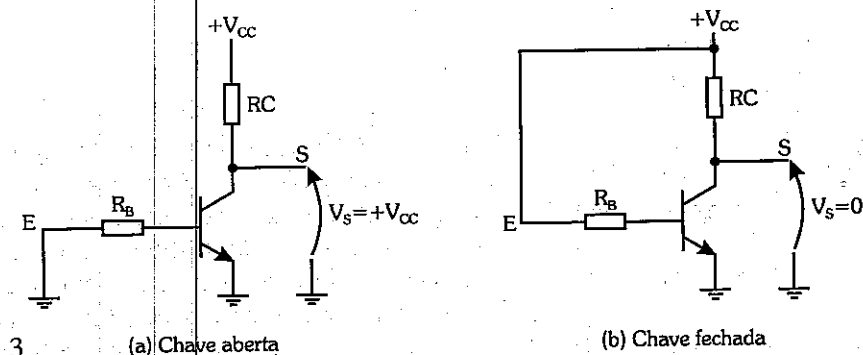 +V_CC
RC
S
R_B
E
V_S=+V_CC
3
(a) Chave aberta
+V_CC
RC
S
R_B
E
V_S=0
(b) Chave fechada